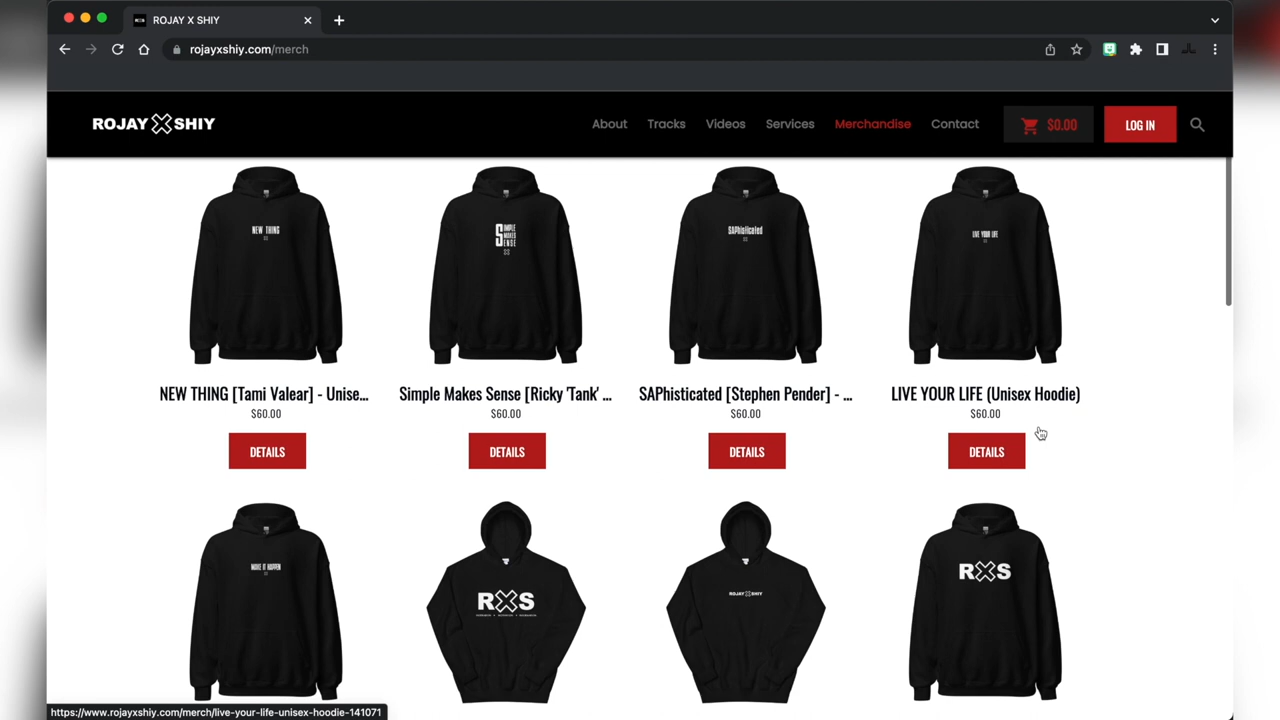 ROJAY X SHIY
rojayxshiy.com/merch
ROJAY X SHIY
About
Tracks
Videos
Services
Merchandise
Contact
$0.00
LOG IN
NEW THING
SIMPLE
MAKES
SENSE
SAPhisticated
LIVE YOUR LIFE
NEW THING [Tami Valear] - Unise...
Simple Makes Sense [Ricky 'Tank' ...
SAPhisticated [Stephen Pender] - ...
LIVE YOUR LIFE (Unisex Hoodie)
$60.00
$60.00
$60.00
$60.00
DETAILS
DETAILS
DETAILS
DETAILS
MAKE IT HAPPEN
RXS
ROJAY X SHIY
RXS
https://www.rojayxshiy.com/merch/live-your-life-unisex-hoodie-141071